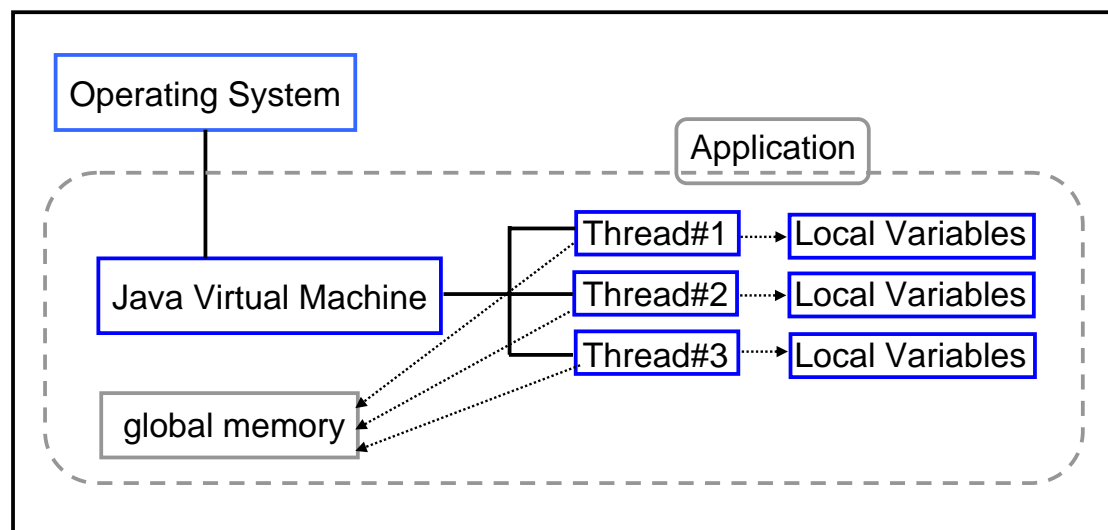 Operating System
Application
Thread#1
Local Variables
Java Virtual Machine
Thread#2
Local Variables
Thread#3
Local Variables
global memory